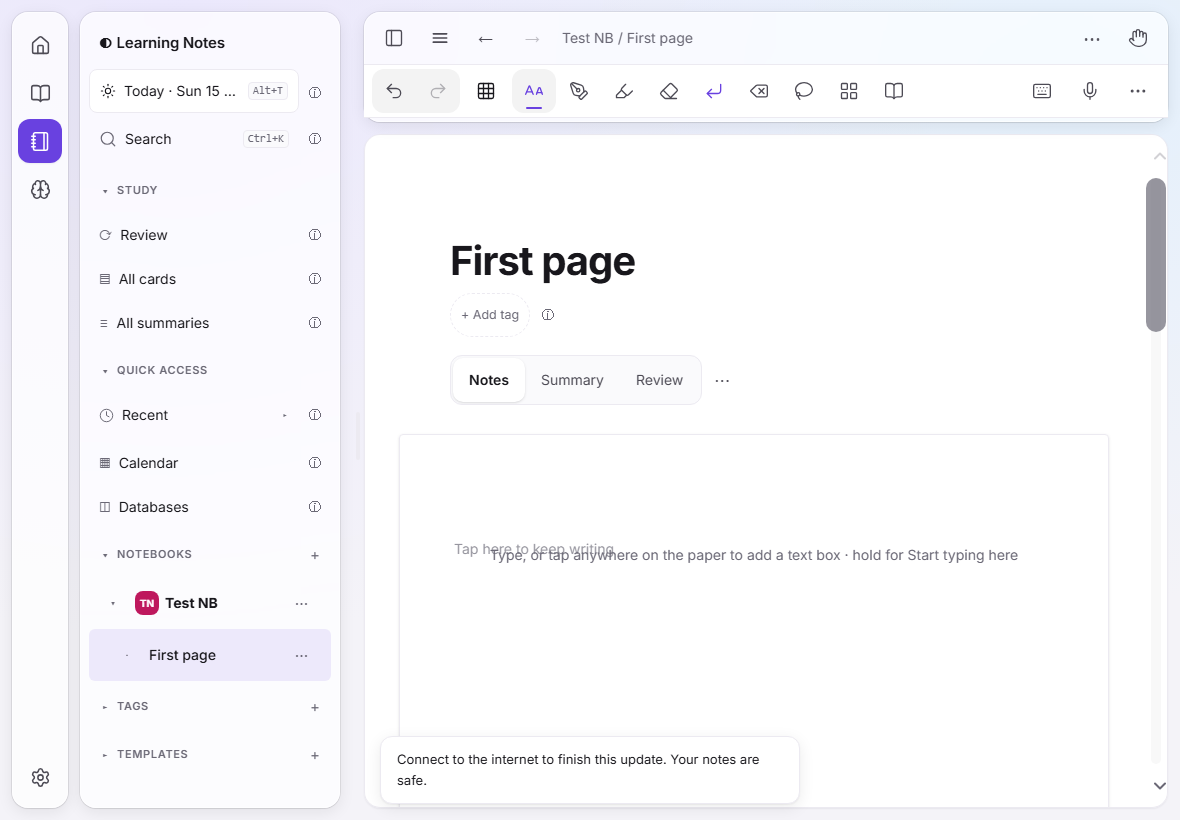 Learning Notes
Today · Sun 15 ... Alt+T
Search Ctrl+K
STUDY
Review
All cards
All summaries
QUICK ACCESS
Recent
Calendar
Databases
NOTEBOOKS +
TN Test NB ...
First page ...
TAGS +
TEMPLATES +
Test NB / First page
AA
First page
+ Add tag
Notes Summary Review ...
Tap here to keep writing
Type, or tap anywhere on the paper to add a text box · hold for Start typing here
Connect to the internet to finish this update. Your notes are
safe.